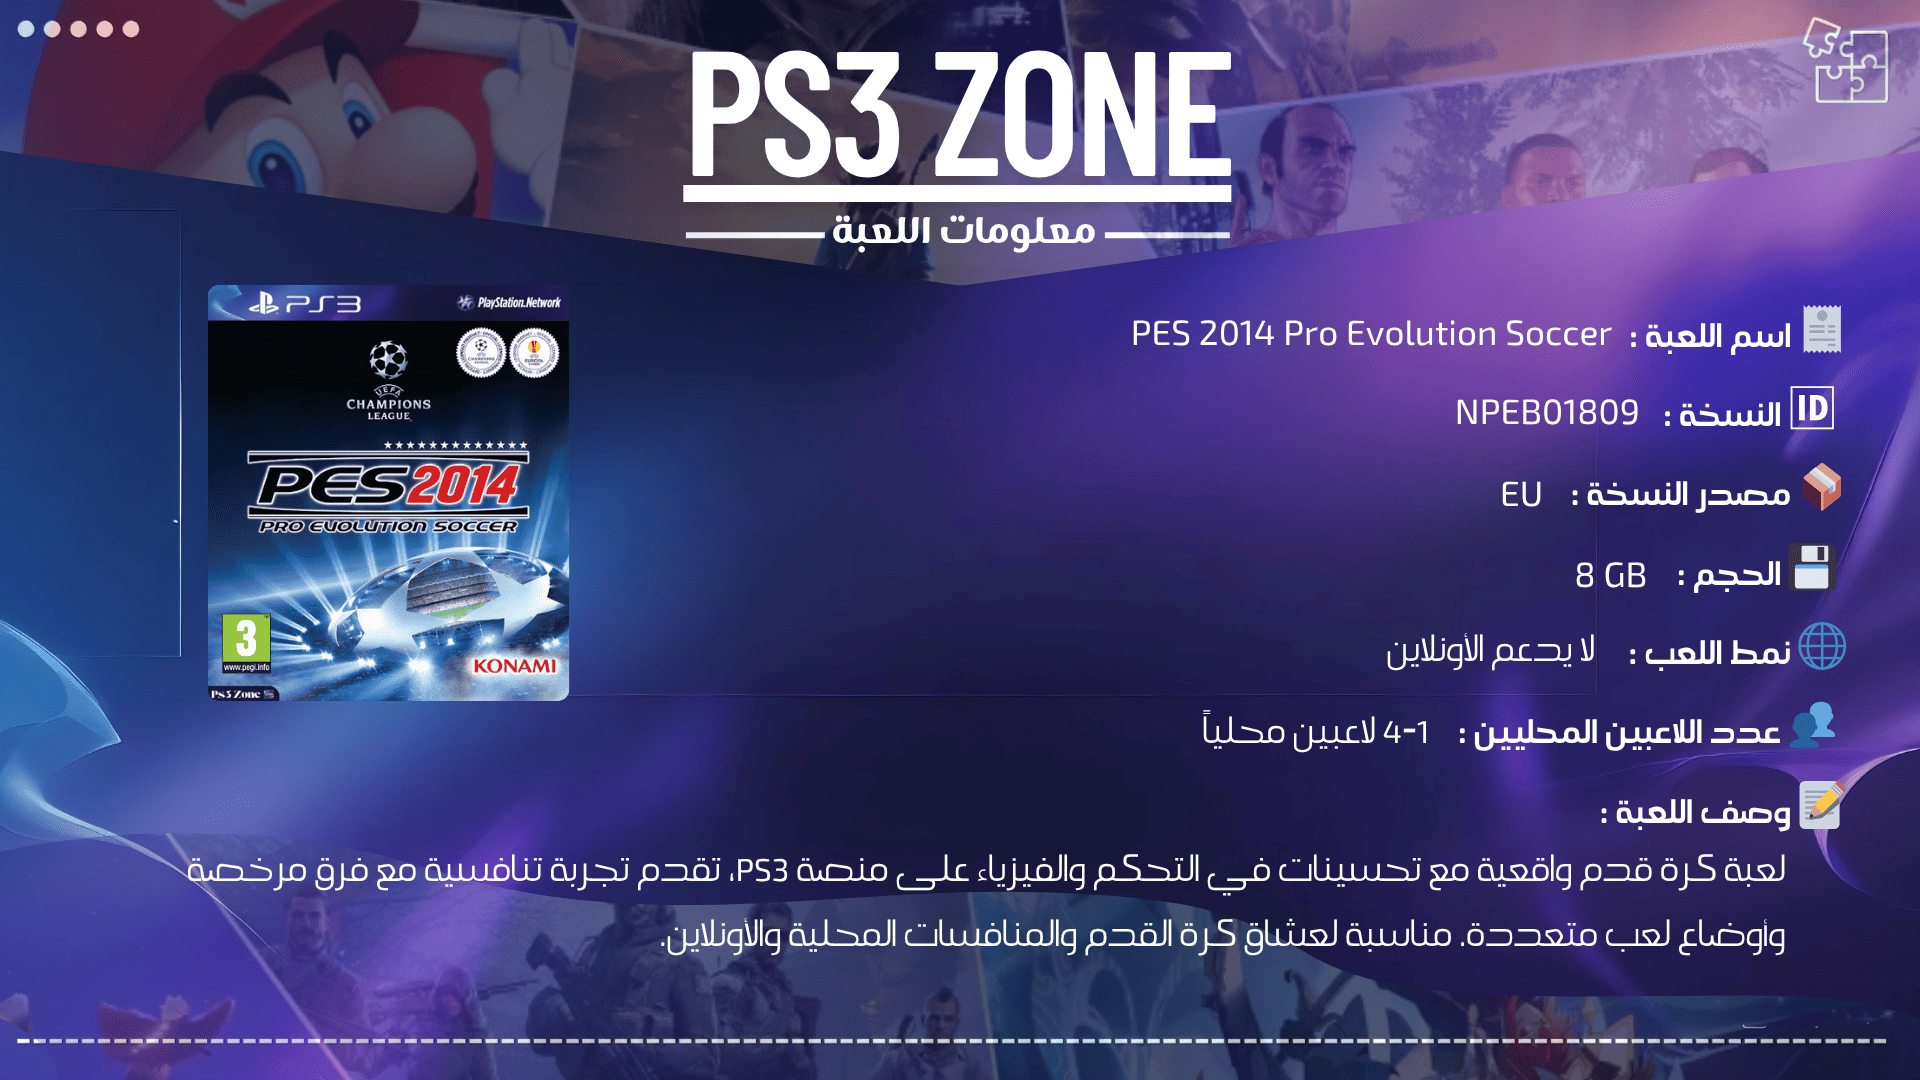 PS3 ZONE
معلومات اللعبة
PS3 PlayStation.Network
UEFA
CHAMPIONS
LEAGUE
PES2014
PRO EVOLUTION SOCCER
3
www.pegi.info
KONAMI
Ps3 Zone
اسم اللعبة : PES 2014 Pro Evolution Soccer
ID النسخة : NPEB01809
مصدر النسخة : EU
الحجم : 8 GB
نمط اللعب : لا يدعم الأونلاين
عدد اللاعبين المحليين : 1-4 لاعبين محلياً
وصف اللعبة :
لعبة كرة قدم واقعية مع تحسينات في التحكم والفيزياء على منصة PS3، تقدم تجربة تنافسية مع فرق مرخصة
وأوضاع لعب متعددة. مناسبة لعشاق كرة القدم والمنافسات المحلية والأونلاين.